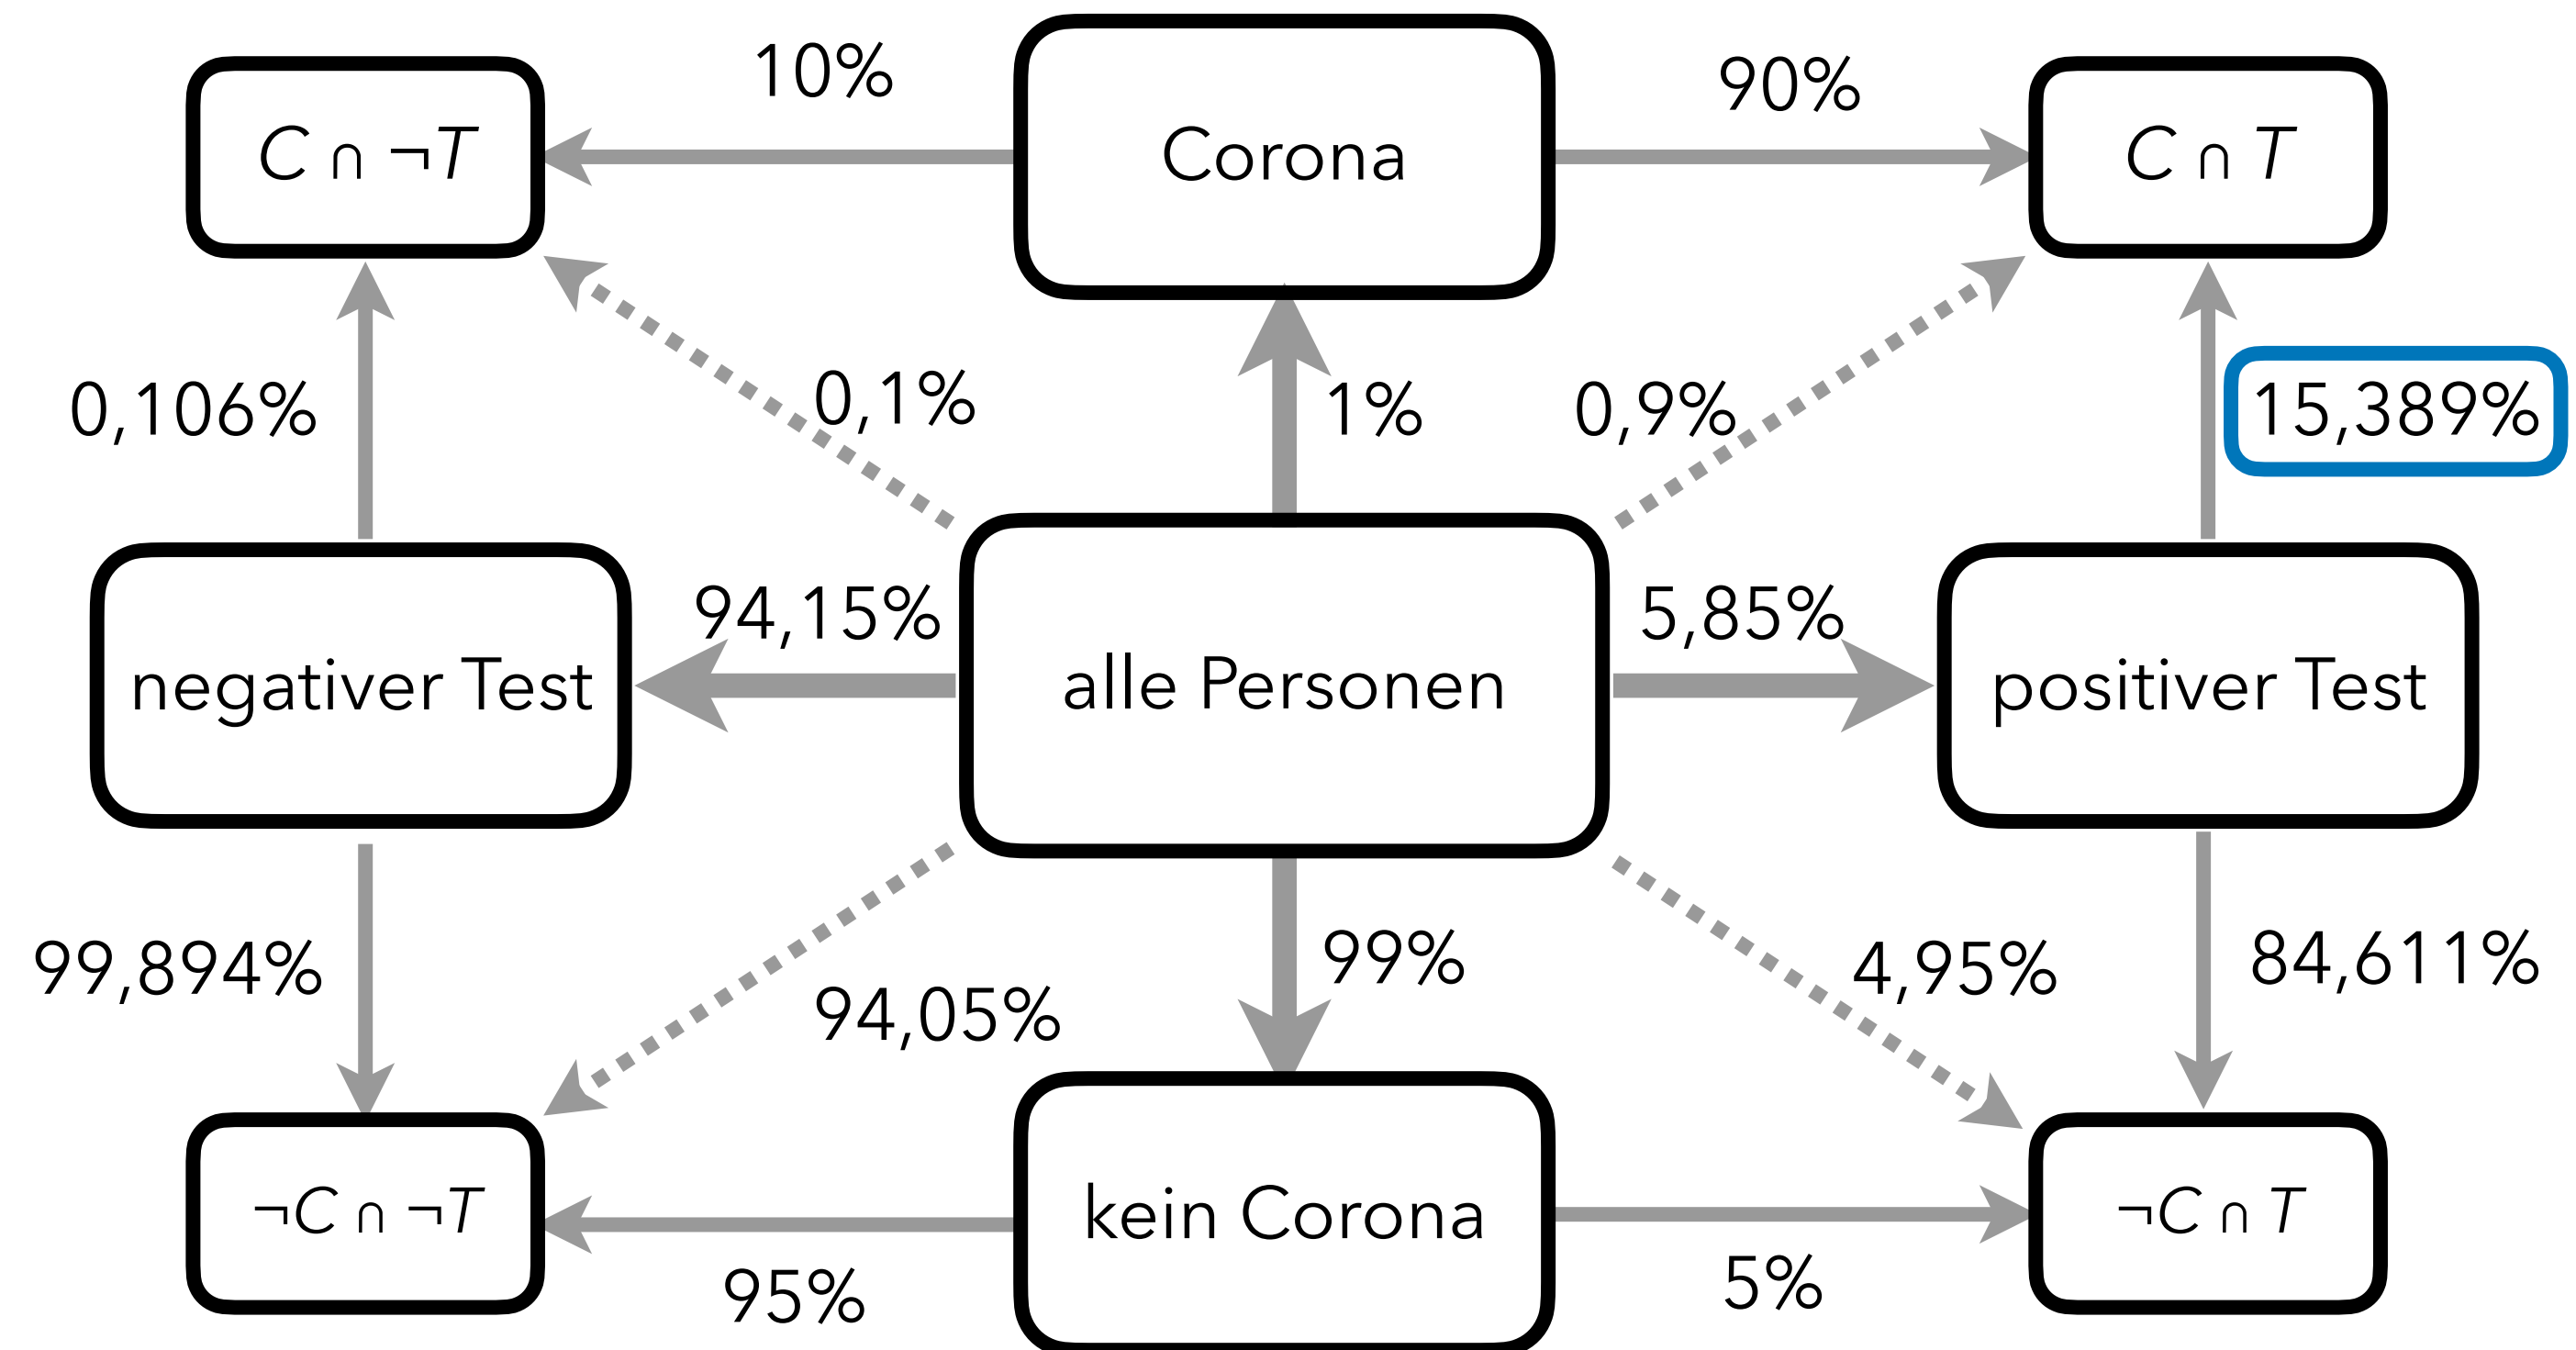 10%
Corona
90%
C ∩ ¬T
C ∩ T
0,106%
0,1%
1%
0,9%
15,389%
negativer Test
94,15%
alle Personen
5,85%
positiver Test
99,894%
94,05%
99%
4,95%
84,611%
¬C ∩ ¬T
kein Corona
¬C ∩ T
95%
5%